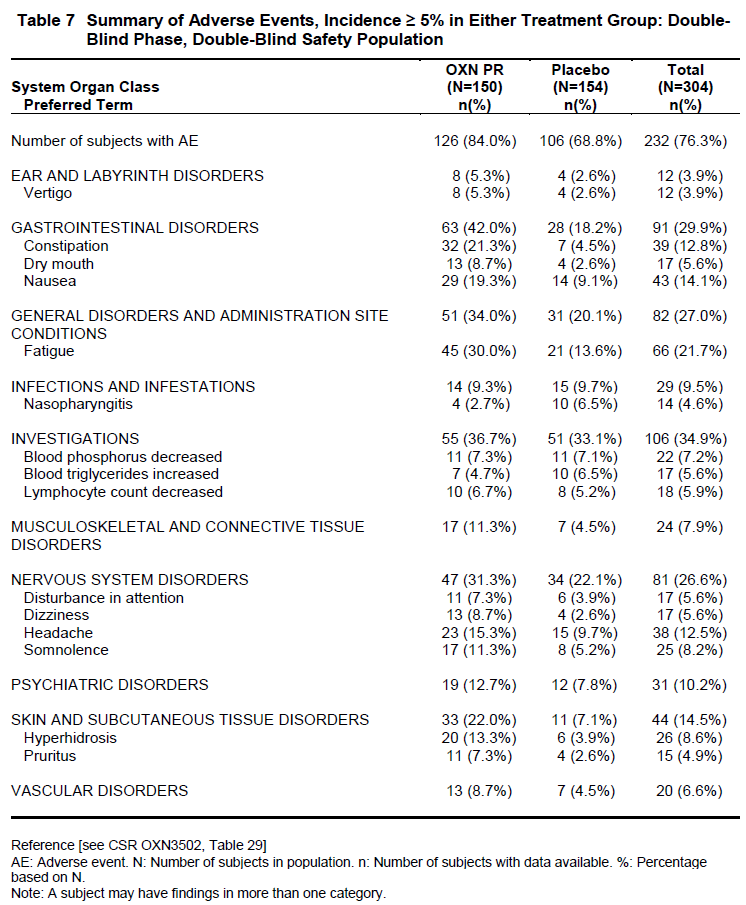 Table 7 Summary of Adverse Events, Incidence ≥ 5% in Either Treatment Group: Double-
Blind Phase, Double-Blind Safety Population
OXN PR Placebo Total
System Organ Class (N=150) (N=154) (N=304)
Preferred Term n(%) n(%) n(%)
Number of subjects with AE 126 (84.0%) 106 (68.8%) 232 (76.3%)
EAR AND LABYRINTH DISORDERS 8 (5.3%) 4 (2.6%) 12 (3.9%)
Vertigo 8 (5.3%) 4 (2.6%) 12 (3.9%)
GASTROINTESTINAL DISORDERS 63 (42.0%) 28 (18.2%) 91 (29.9%)
Constipation 32 (21.3%) 7 (4.5%) 39 (12.8%)
Dry mouth 13 (8.7%) 4 (2.6%) 17 (5.6%)
Nausea 29 (19.3%) 14 (9.1%) 43 (14.1%)
GENERAL DISORDERS AND ADMINISTRATION SITE 51 (34.0%) 31 (20.1%) 82 (27.0%)
CONDITIONS
Fatigue 45 (30.0%) 21 (13.6%) 66 (21.7%)
INFECTIONS AND INFESTATIONS 14 (9.3%) 15 (9.7%) 29 (9.5%)
Nasopharyngitis 4 (2.7%) 10 (6.5%) 14 (4.6%)
INVESTIGATIONS 55 (36.7%) 51 (33.1%) 106 (34.9%)
Blood phosphorus decreased 11 (7.3%) 11 (7.1%) 22 (7.2%)
Blood triglycerides increased 7 (4.7%) 10 (6.5%) 17 (5.6%)
Lymphocyte count decreased 10 (6.7%) 8 (5.2%) 18 (5.9%)
MUSCULOSKELETAL AND CONNECTIVE TISSUE 17 (11.3%) 7 (4.5%) 24 (7.9%)
DISORDERS
NERVOUS SYSTEM DISORDERS 47 (31.3%) 34 (22.1%) 81 (26.6%)
Disturbance in attention 11 (7.3%) 6 (3.9%) 17 (5.6%)
Dizziness 13 (8.7%) 4 (2.6%) 17 (5.6%)
Headache 23 (15.3%) 15 (9.7%) 38 (12.5%)
Somnolence 17 (11.3%) 8 (5.2%) 25 (8.2%)
PSYCHIATRIC DISORDERS 19 (12.7%) 12 (7.8%) 31 (10.2%)
SKIN AND SUBCUTANEOUS TISSUE DISORDERS 33 (22.0%) 11 (7.1%) 44 (14.5%)
Hyperhidrosis 20 (13.3%) 6 (3.9%) 26 (8.6%)
Pruritus 11 (7.3%) 4 (2.6%) 15 (4.9%)
VASCULAR DISORDERS 13 (8.7%) 7 (4.5%) 20 (6.6%)
Reference [see CSR OXN3502, Table 29]
AE: Adverse event. N: Number of subjects in population. n: Number of subjects with data available. %: Percentage
based on N.
Note: A subject may have findings in more than one category.